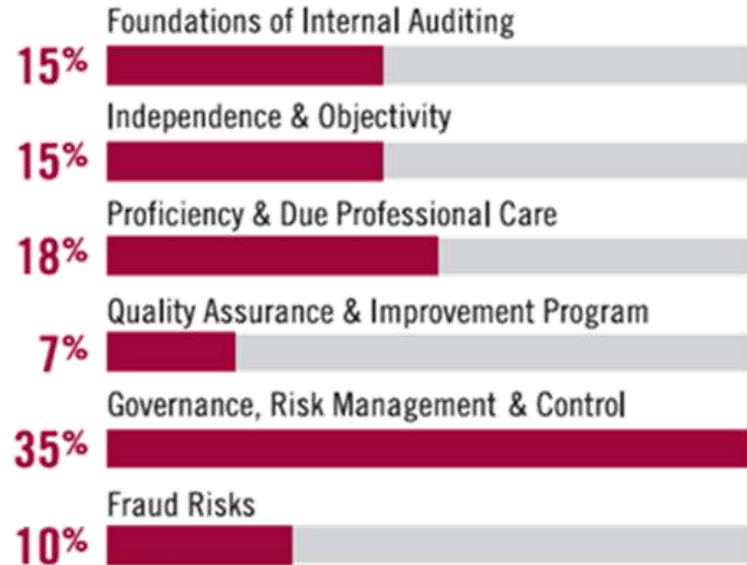 Foundations of Internal Auditing
15%
Independence & Objectivity
15%
Proficiency & Due Professional Care
18%
Quality Assurance & Improvement Program
7%
Governance, Risk Management & Control
35%
Fraud Risks
10%